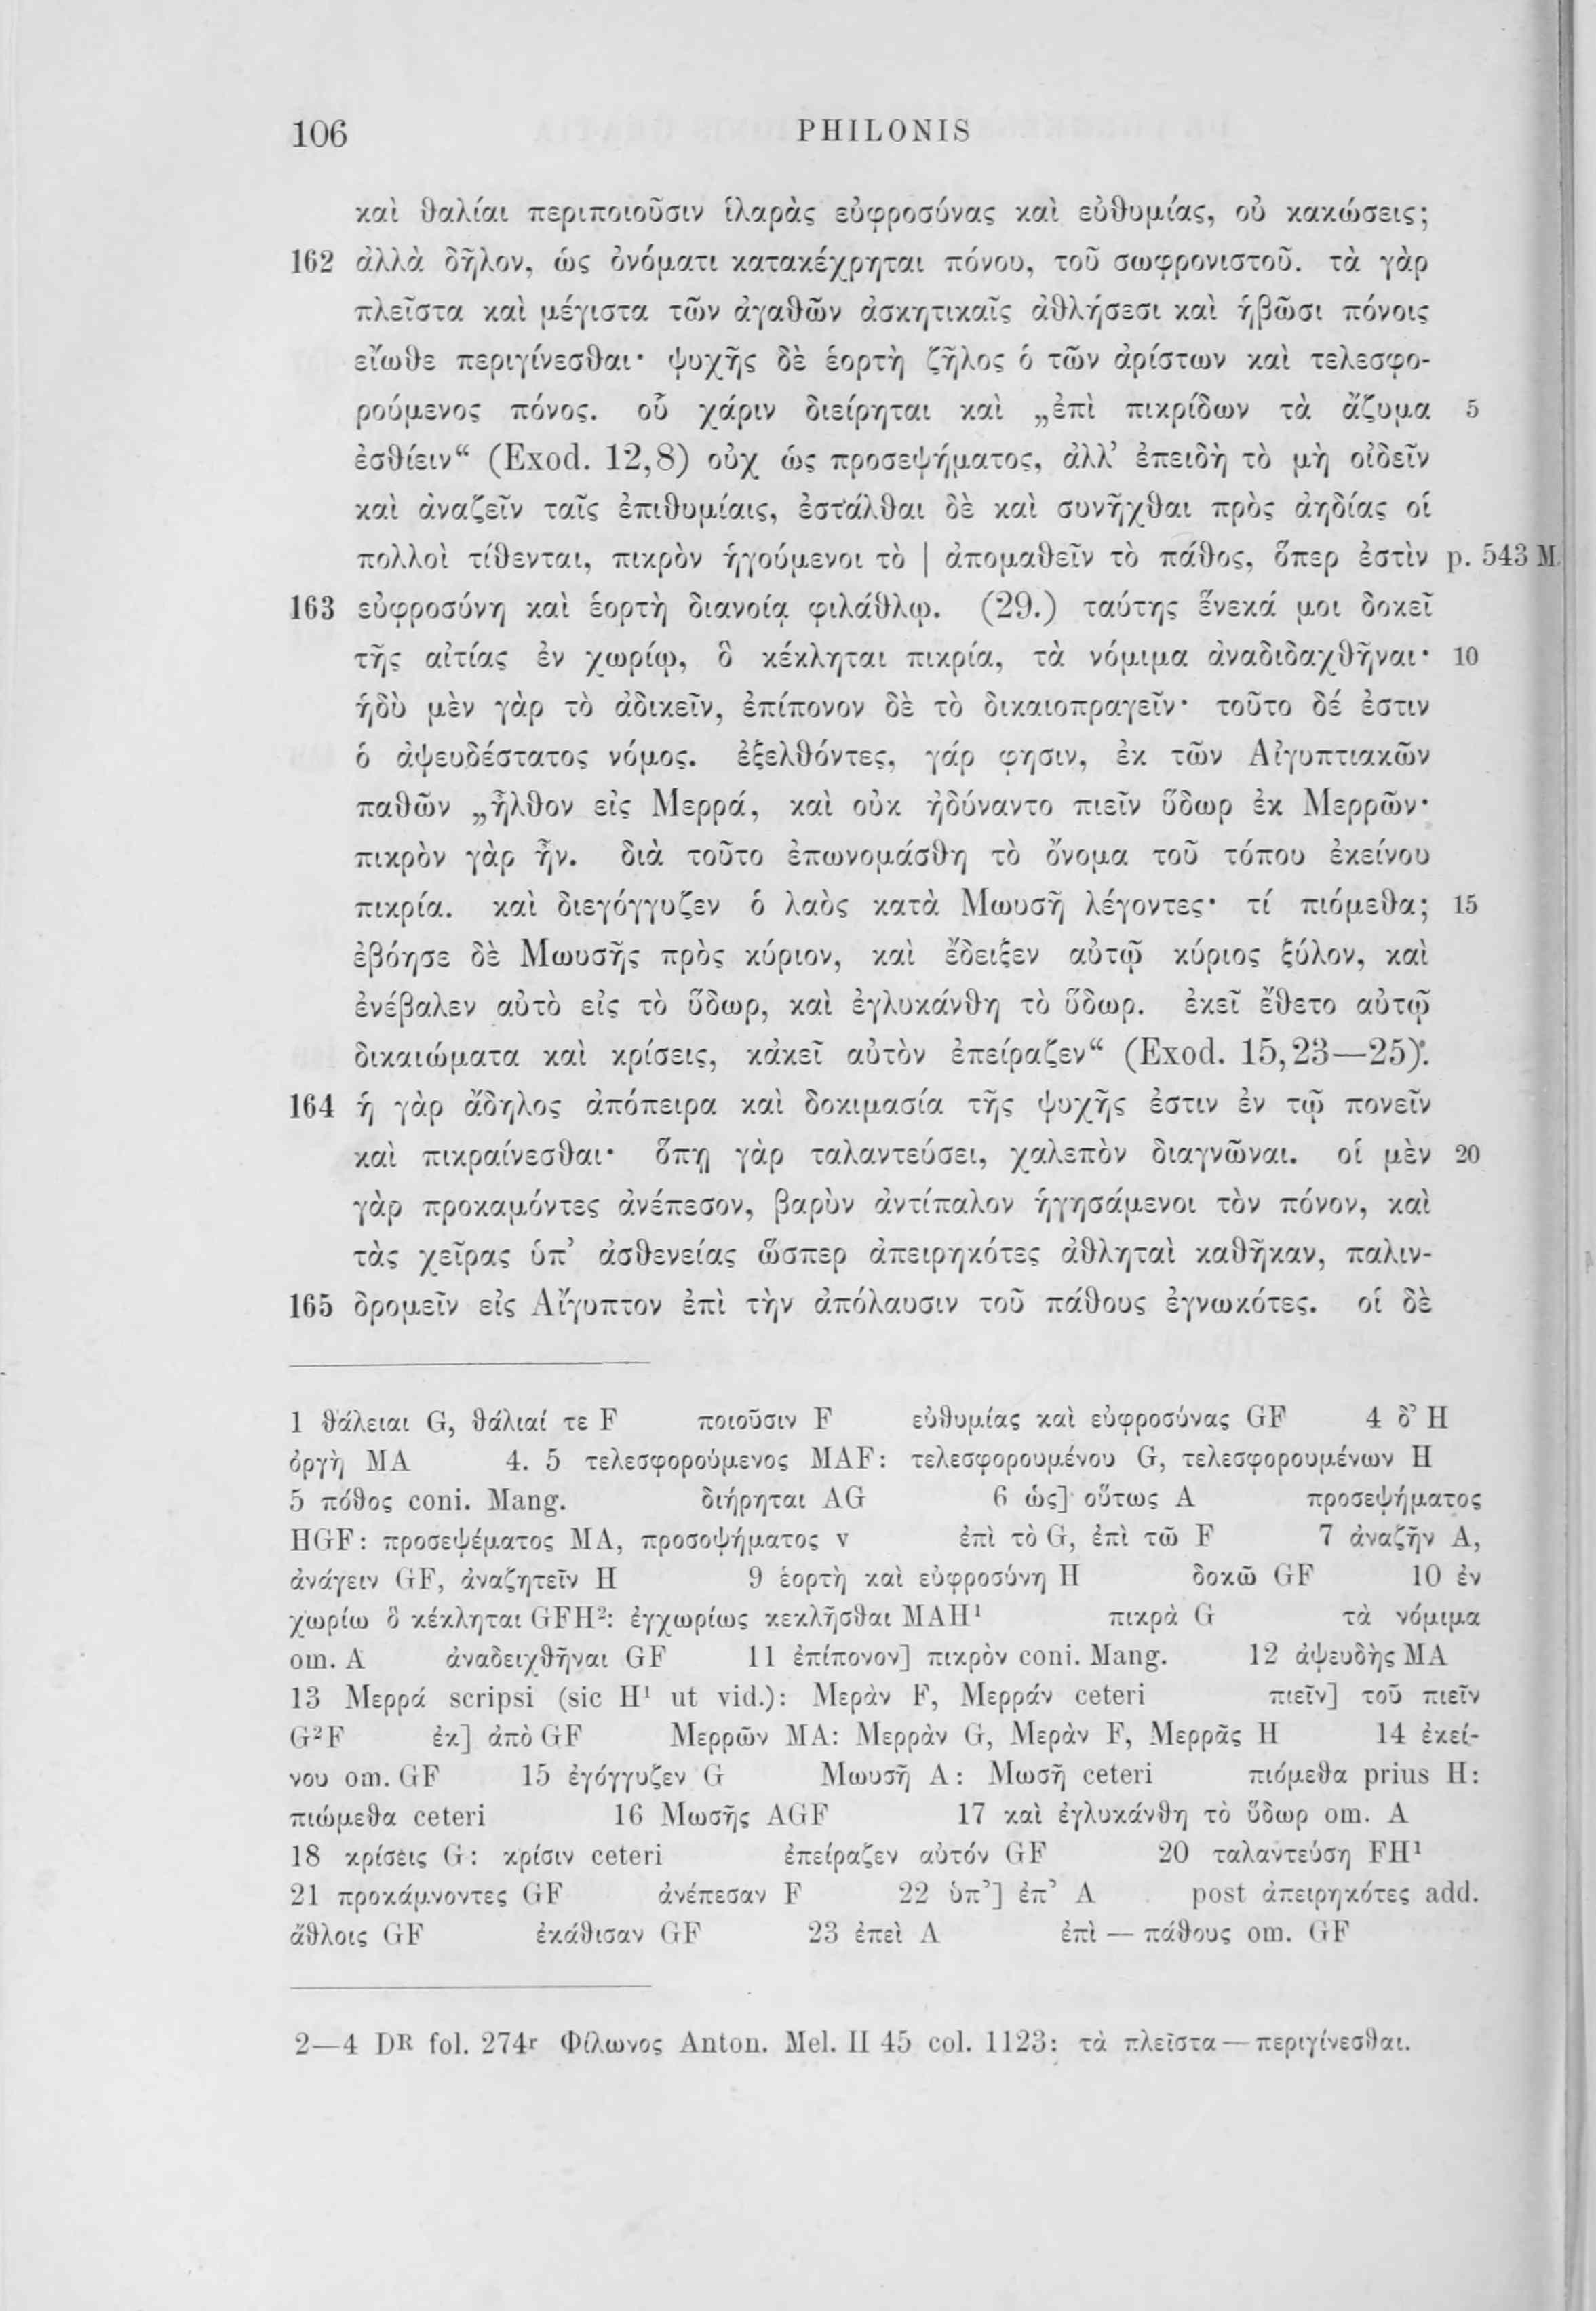 106 PHILONIS
καὶ θαλίαι περιποιοῦσιν ἱλαρὰς εὐφροσύνας καὶ εὐθυμίας, οὐ κακώσεις;
162 ἀλλὰ δῆλον, ὡς ὀνόματι κατακέχρηται πόνου, τοῦ σωφρονιστοῦ. τὰ γὰρ
πλεῖστα καὶ μέγιστα τῶν ἀγαθῶν ἀσκητικαῖς ἀθλήσεσι καὶ ἡβῶσι πόνοις
εἴωθε περιγίνεσθαι· ψυχῆς δὲ ἑορτὴ ζῆλος ὁ τῶν ἀρίστων καὶ τελεσφο-
ρούμενος πόνος. οὗ χάριν διείρηται καὶ „ἐπὶ πικρίδων τὰ ἄζυμα 5
ἐσθίειν“ (Exod. 12,8) οὐχ ὡς προσεψήματος, ἀλλ’ ἐπειδὴ τὸ μὴ οἰδεῖν
καὶ ἀναζεῖν ταῖς ἐπιθυμίαις, ἐστάλθαι δὲ καὶ συνῆχθαι πρὸς ἀηδίας οἱ
πολλοὶ τίθενται, πικρὸν ἡγούμενοι τὸ | ἀπομαθεῖν τὸ πάθος, ὅπερ ἐστὶν p. 543 M.
163 εὐφροσύνη καὶ ἑορτὴ διανοίᾳ φιλάθλῳ. (29.) ταύτης ἕνεκά μοι δοκεῖ
τῆς αἰτίας ἐν χωρίῳ, ὃ κέκληται πικρία, τὰ νόμιμα ἀναδιδαχθῆναι· 10
ἡδὺ μὲν γὰρ τὸ ἀδικεῖν, ἐπίπονον δὲ τὸ δικαιοπραγεῖν· τοῦτο δέ ἐστιν
ὁ ἀψευδέστατος νόμος. ἐξελθόντες, γάρ φησιν, ἐκ τῶν Αἰγυπτιακῶν
παθῶν „ἦλθον εἰς Μερρά, καὶ οὐκ ἠδύναντο πιεῖν ὕδωρ ἐκ Μερρῶν·
πικρὸν γὰρ ἦν. διὰ τοῦτο ἐπωνομάσθη τὸ ὄνομα τοῦ τόπου ἐκείνου
πικρία. καὶ διεγόγγυζεν ὁ λαὸς κατὰ Μωυσῆ λέγοντες· τί πιόμεθα; 15
ἐβόησε δὲ Μωυσῆς πρὸς κύριον, καὶ ἔδειξεν αὐτῷ κύριος ξύλον, καὶ
ἐνέβαλεν αὐτὸ εἰς τὸ ὕδωρ, καὶ ἐγλυκάνθη τὸ ὕδωρ. ἐκεῖ ἔθετο αὐτῷ
δικαιώματα καὶ κρίσεις, κἀκεῖ αὐτὸν ἐπείραζεν“ (Exod. 15,23—25).
164 ἡ γὰρ ἄδηλος ἀπόπειρα καὶ δοκιμασία τῆς ψυχῆς ἐστιν ἐν τῷ πονεῖν
καὶ πικραίνεσθαι· ὅπῃ γὰρ ταλαντεύσει, χαλεπὸν διαγνῶναι. οἱ μὲν 20
γὰρ προκαμόντες ἀνέπεσον, βαρὺν ἀντίπαλον ἡγησάμενοι τὸν πόνον, καὶ
τὰς χεῖρας ὑπ’ ἀσθενείας ὥσπερ ἀπειρηκότες ἀθληταὶ καθῆκαν, παλιν-
165 δρομεῖν εἰς Αἴγυπτον ἐπὶ τὴν ἀπόλαυσιν τοῦ πάθους ἐγνωκότες. οἱ δὲ
1 θάλειαι G, θάλιαί τε F ποιοῦσιν F εὐθυμίας καὶ εὐφροσύνας GF 4 δ’ H
ὀργὴ MA 4. 5 τελεσφορούμενος MAF: τελεσφορουμένου G, τελεσφορουμένων H
5 πόθος coni. Mang. διήρηται AG 6 ὡς] οὕτως A προσεψήματος
HGF: προσεψέματος MA, προσοψήματος v ἐπὶ τὸ G, ἐπὶ τῶ F 7 ἀναζῆν A,
ἀνάγειν GF, ἀναζητεῖν H 9 ἑορτὴ καὶ εὐφροσύνη H δοκῶ GF 10 ἐν
χωρίω ὃ κέκληται GFH²: ἐγχωρίως κεκλῆσθαι MAH¹ πικρὰ G τὰ νόμιμα
om. A ἀναδειχθῆναι GF 11 ἐπίπονον] πικρὸν coni. Mang. 12 ἀψευδὴς MA
13 Μερρά scripsi (sic H¹ ut vid.): Μερὰν F, Μερράν ceteri πιεῖν] τοῦ πιεῖν
G²F ἐκ] ἀπὸ GF Μερρῶν MA: Μερρὰν G, Μερὰν F, Μερρᾶς H 14 ἐκεί-
νου om. GF 15 ἐγόγγυζεν G Μωυσῆ A: Μωσῆ ceteri πιόμεθα prius H:
πιώμεθα ceteri 16 Μωσῆς AGF 17 καὶ ἐγλυκάνθη τὸ ὕδωρ om. A
18 κρίσεις G: κρίσιν ceteri ἐπείραζεν αὐτόν GF 20 ταλαντεύση FH¹
21 προκάμνοντες GF ἀνέπεσαν F 22 ὑπ’] ἐπ’ A post ἀπειρηκότες add.
ἄθλοις GF ἐκάθισαν GF 23 ἐπεὶ A ἐπὶ — πάθους om. GF
2—4 DR fol. 274r Φίλωνος Anton. Mel. II 45 col. 1123: τὰ πλεῖστα — περιγίνεσθαι.